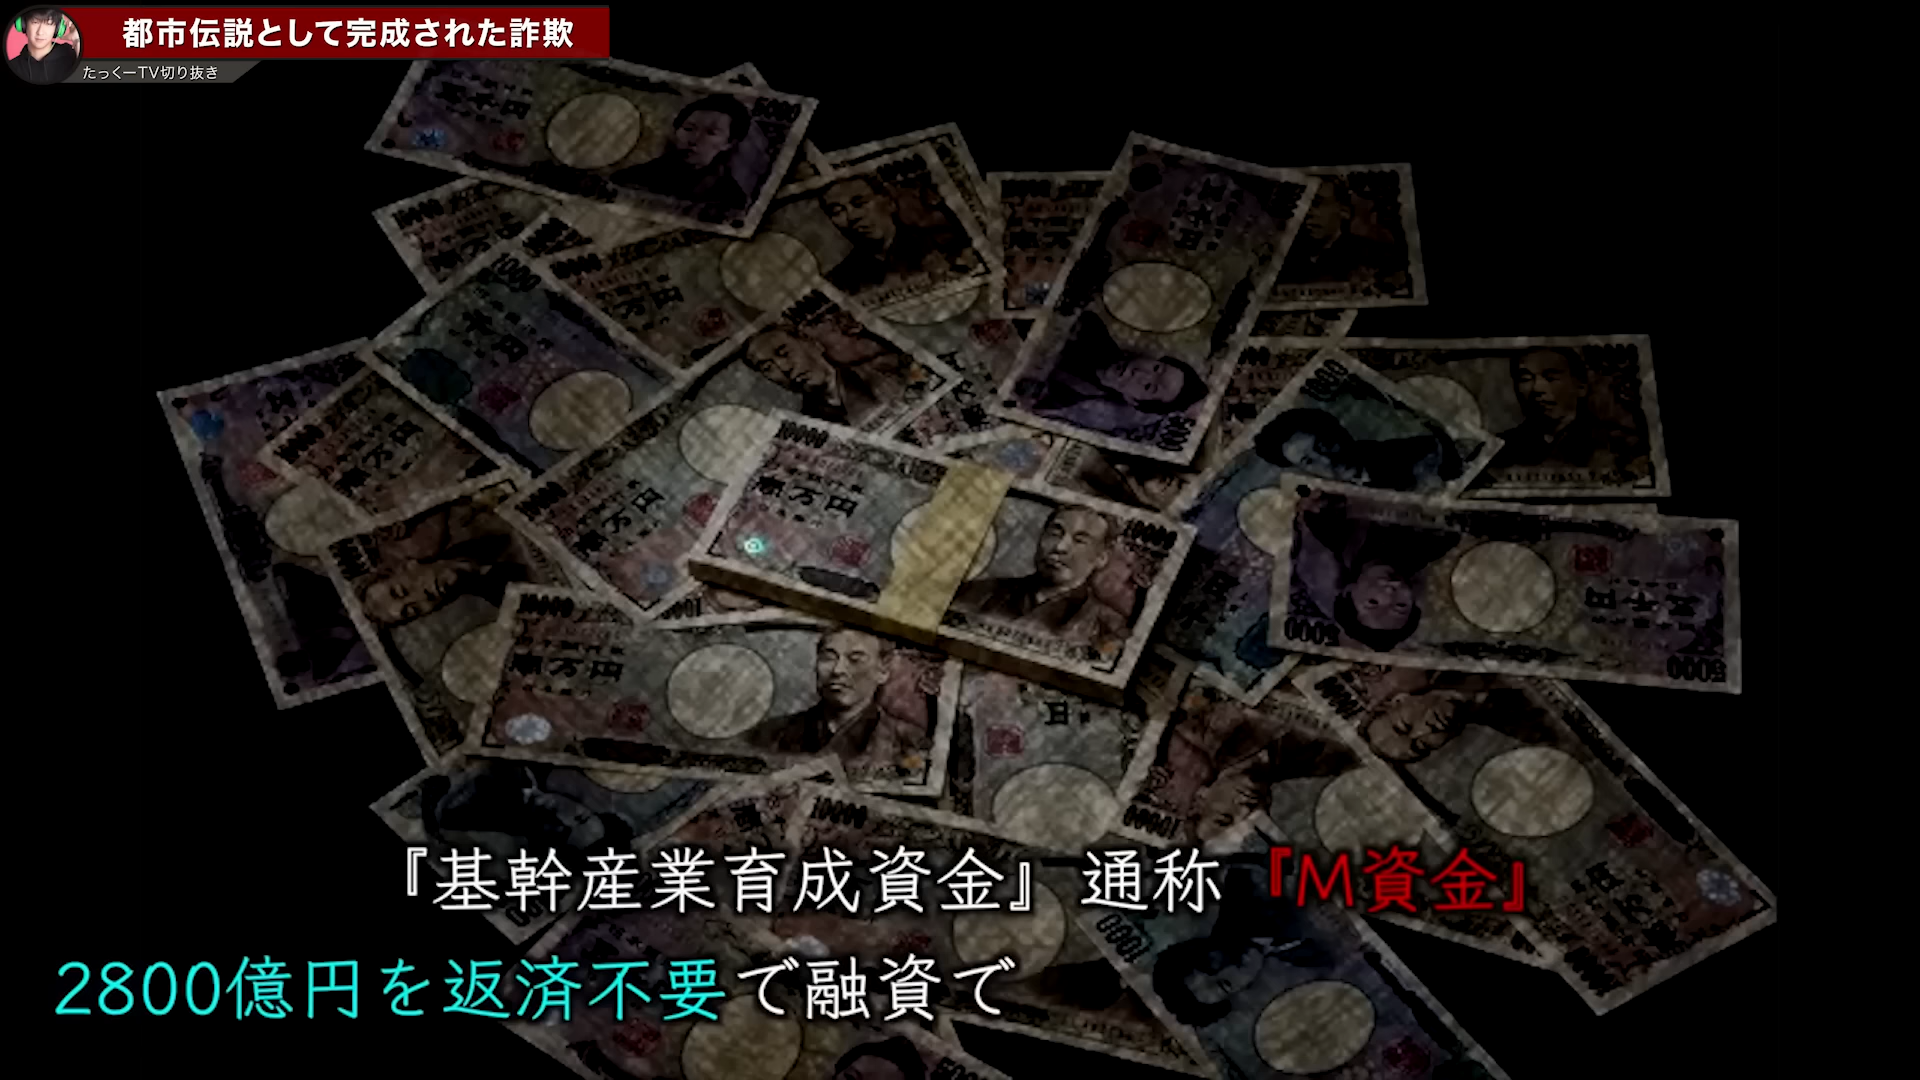 都市伝説として完成された詐欺
たっくーTV切り抜き
『基幹産業育成資金』通称『M資金』
2800億円を返済不要で融資で